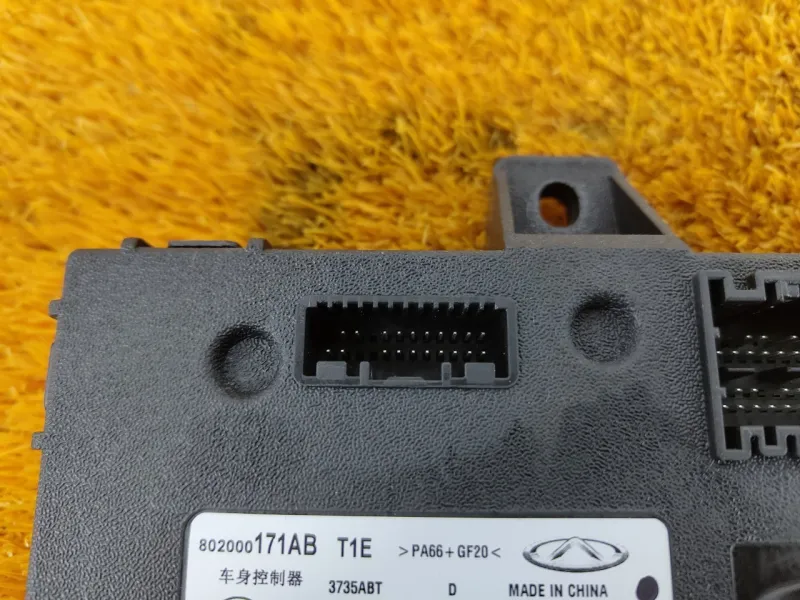 802000171AB T1E >PA66+GF20<
车身控制器 3735ABT D MADE IN CHINA